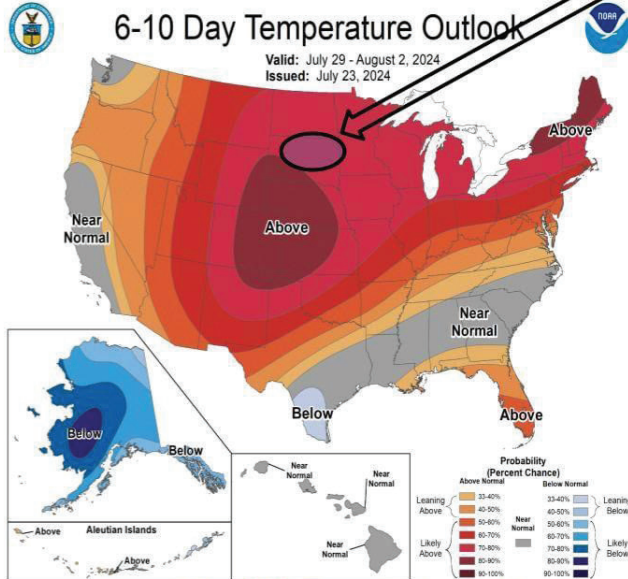 NOAA
6-10 Day Temperature Outlook
Valid: July 29 - August 2, 2024
Issued: July 23, 2024
Above
Near
Normal
Above
Near
Normal
Below
Above
Below
Below
Above
Aleutian Islands
Above
Near
Normal
Near
Normal
Near
Normal
Probability
(Percent Chance)
Above Normal
Below Normal
Leaning
Above
Likely
Above
33-40%
40-50%
50-60%
60-70%
70-80%
80-90%
90-100%
Near
Normal
33-40%
40-50%
50-60%
60-70%
70-80%
80-90%
90-100%
Leaning
Below
Likely
Below